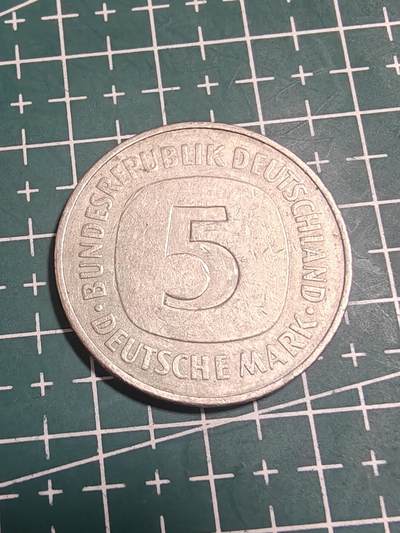 BUNDESREPUBLIK DEUTSCHLAND
5
· DEUTSCHE MARK ·